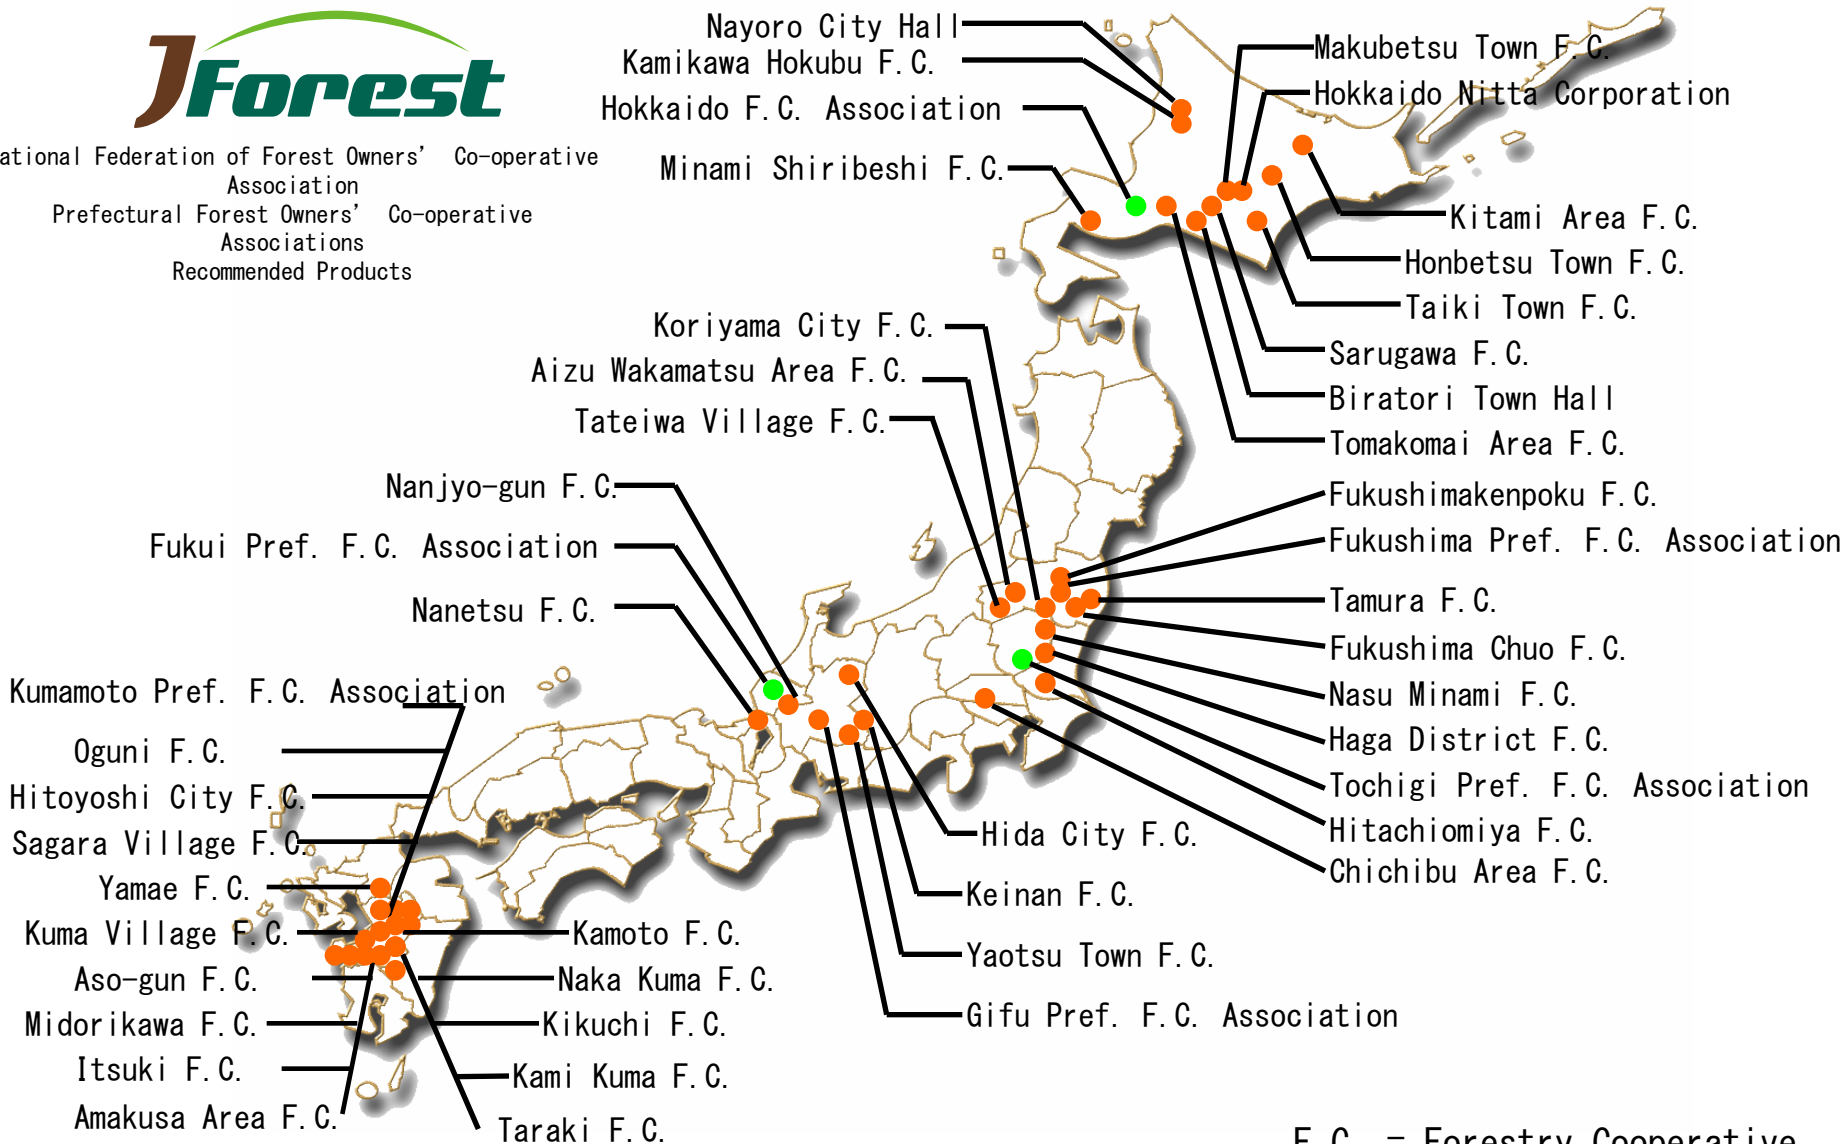 JForest
ational Federation of Forest Owners' Co-operative
Association
Prefectural Forest Owners' Co-operative
Associations
Recommended Products
Nayoro City Hall
Kamikawa Hokubu F.C.
Hokkaido F.C. Association
Minami Shiribeshi F.C.
Makubetsu Town F.C.
Hokkaido Nitta Corporation
Kitami Area F.C.
Honbetsu Town F.C.
Taiki Town F.C.
Sarugawa F.C.
Biratori Town Hall
Tomakomai Area F.C.
Koriyama City F.C.
Aizu Wakamatsu Area F.C.
Tateiwa Village F.C.
Nanjyo-gun F.C.
Fukui Pref. F.C. Association
Nanetsu F.C.
Fukushimakenpoku F.C.
Fukushima Pref. F.C. Association
Tamura F.C.
Fukushima Chuo F.C.
Nasu Minami F.C.
Haga District F.C.
Tochigi Pref. F.C. Association
Hitachiomiya F.C.
Chichibu Area F.C.
Hida City F.C.
Keinan F.C.
Yaotsu Town F.C.
Gifu Pref. F.C. Association
Kumamoto Pref. F.C. Association
Oguni F.C.
Hitoyoshi City F.C.
Sagara Village F.C.
Yamae F.C.
Kuma Village F.C.
Aso-gun F.C.
Midorikawa F.C.
Itsuki F.C.
Amakusa Area F.C.
Kamoto F.C.
Naka Kuma F.C.
Kikuchi F.C.
Kami Kuma F.C.
Taraki F.C.
F.C. = Forestry Cooperative